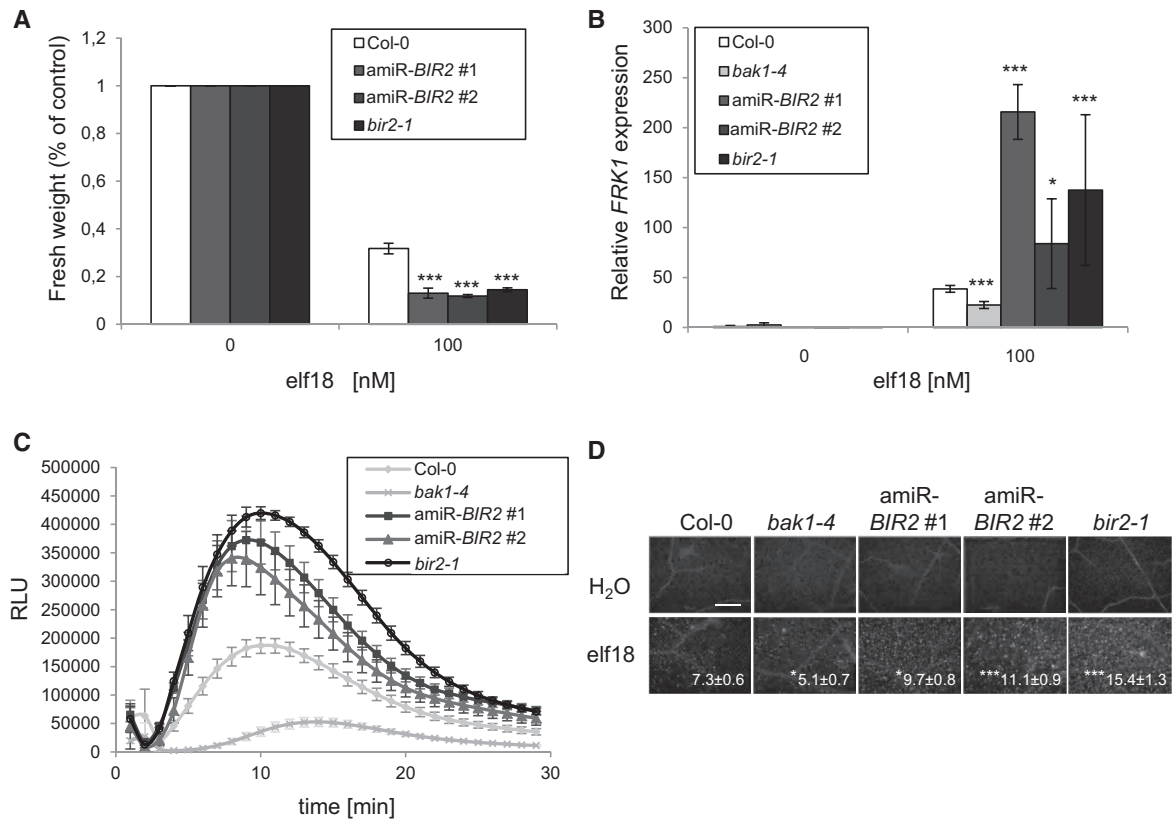 A
Fresh weight (% of control)
1,2
1
0,8
0,6
0,4
0,2
0
Col-0
amiR-BIR2 #1
amiR-BIR2 #2
bir2-1
***
***
***
0
100
elf18 [nM]
B
Relative FRK1 expression
300
250
200
150
100
50
0
Col-0
bak1-4
amiR-BIR2 #1
amiR-BIR2 #2
bir2-1
***
***
*
***
0
100
elf18 [nM]
C
RLU
500000
450000
400000
350000
300000
250000
200000
150000
100000
50000
0
Col-0
bak1-4
amiR-BIR2 #1
amiR-BIR2 #2
bir2-1
0
10
20
30
time [min]
D
Col-0
bak1-4
amiR-
BIR2 #1
amiR-
BIR2 #2
bir2-1
H2O
elf18
7.3±0.6
*5.1±0.7
*9.7±0.8
***11.1±0.9
***15.4±1.3